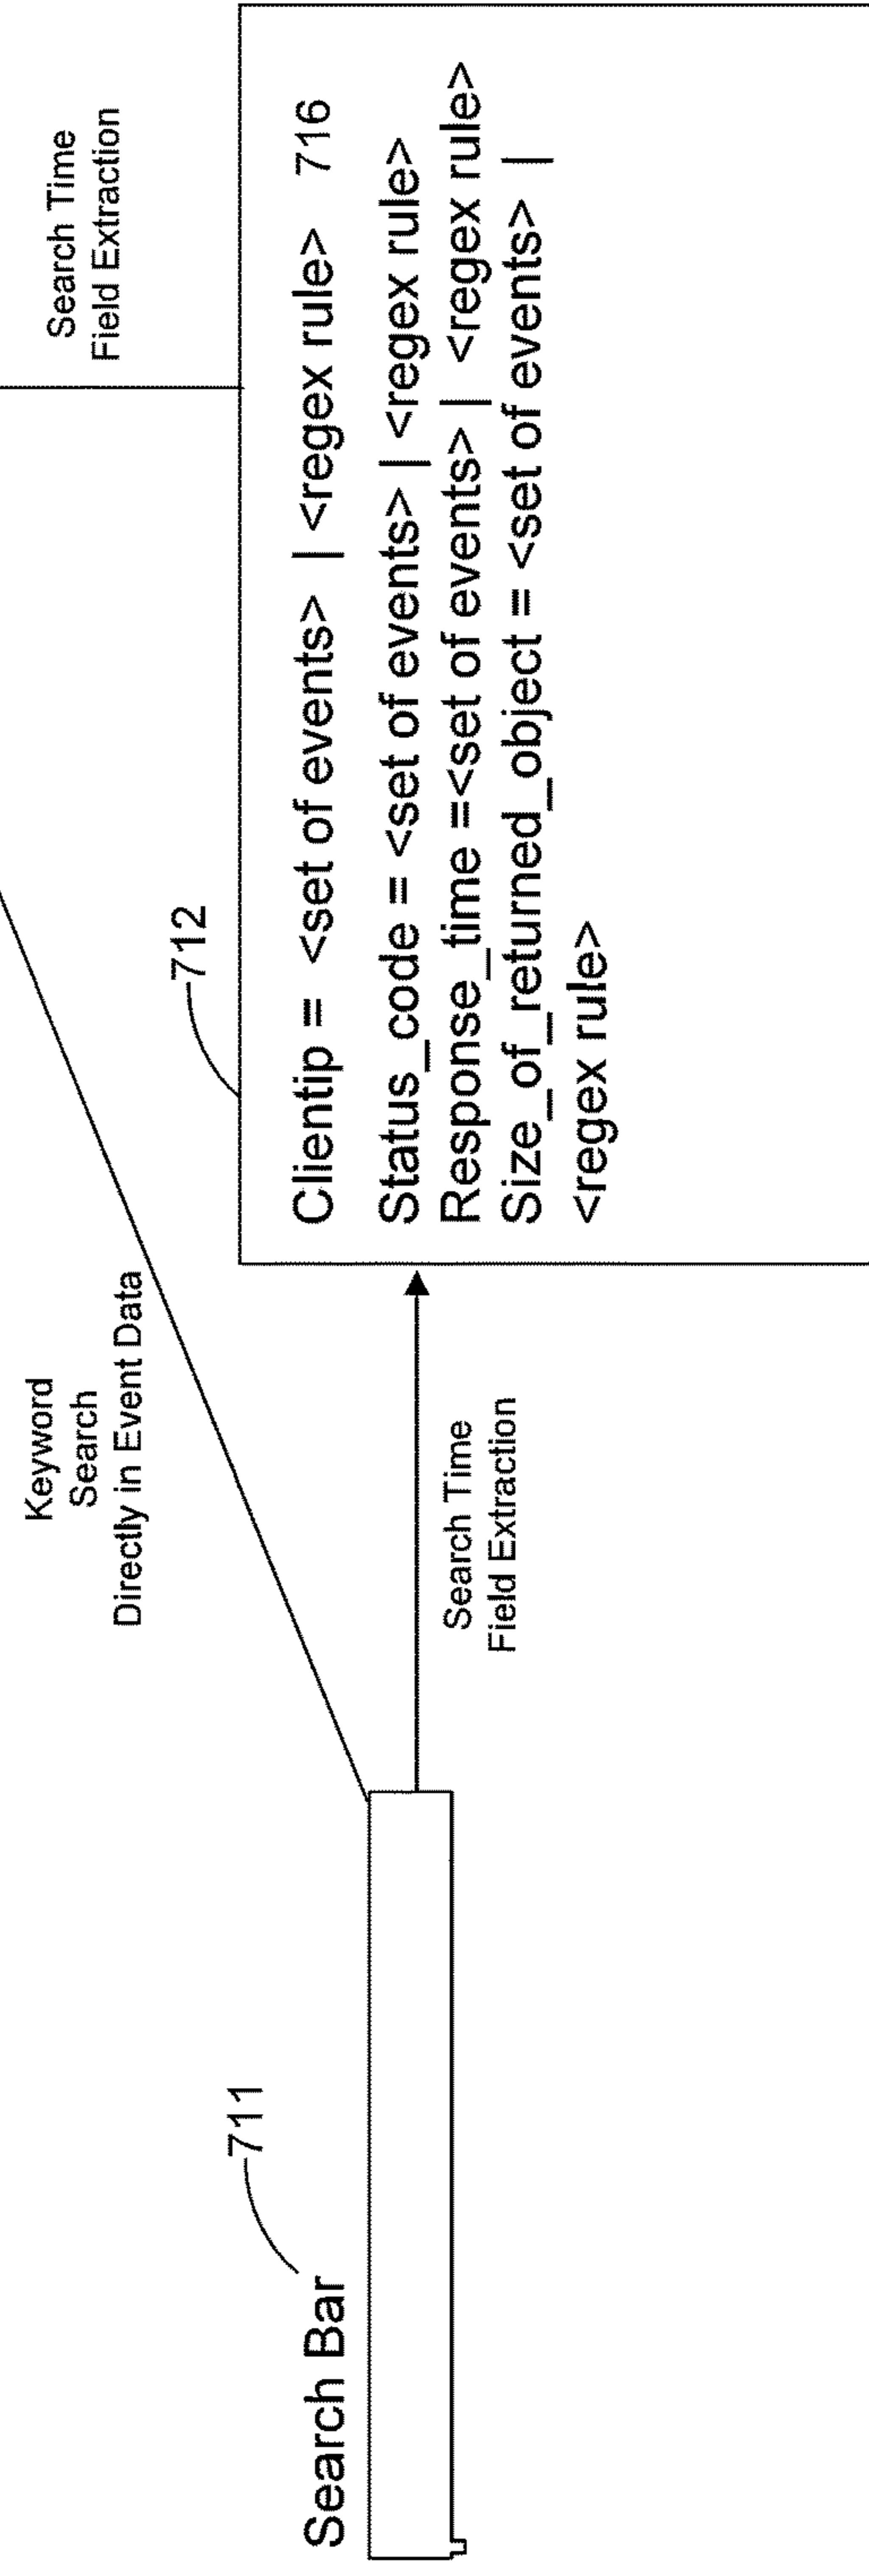 Search Bar
711
Keyword
Search
Directly in Event Data
Search Time
Field Extraction
712
Search Time
Field Extraction
Clientip = <set of events> | <regex rule> 716
Status_code = <set of events> | <regex rule>
Response_time =<set of events> | <regex rule>
Size_of_returned_object = <set of events> |
<regex rule>